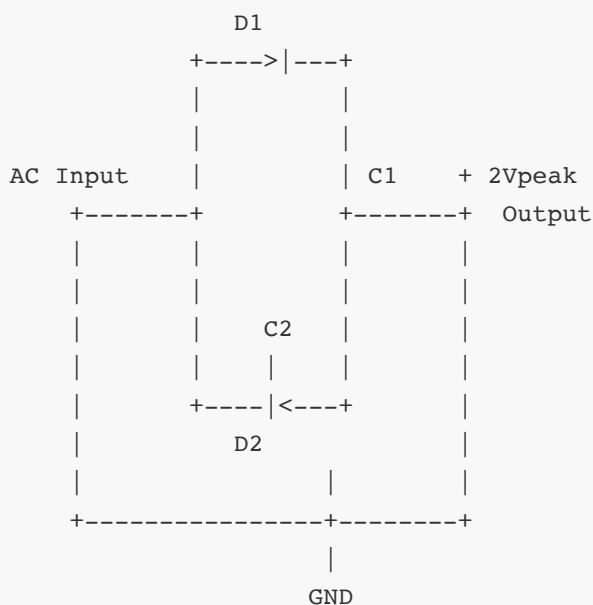 D1
             +---->|---+
             |         |
             |         |
AC Input     |         | C1    + 2Vpeak
     +-------+         +-------+  Output
     |       |         |       |
     |       |         |       |
     |       |    C2   |       |
     |       |    |    |       |
     |       +----|<---+       |
     |          D2             |
     |                |        |
     +----------------+--------+
                      |
                     GND